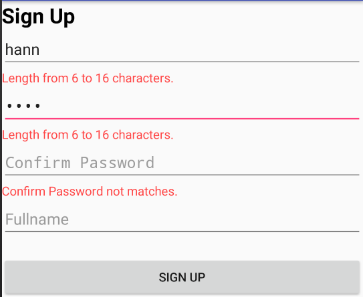 Sign Up
hann
Length from 6 to 16 characters.
••••
Length from 6 to 16 characters.
Confirm Password
Confirm Password not matches.
Fullname
SIGN UP